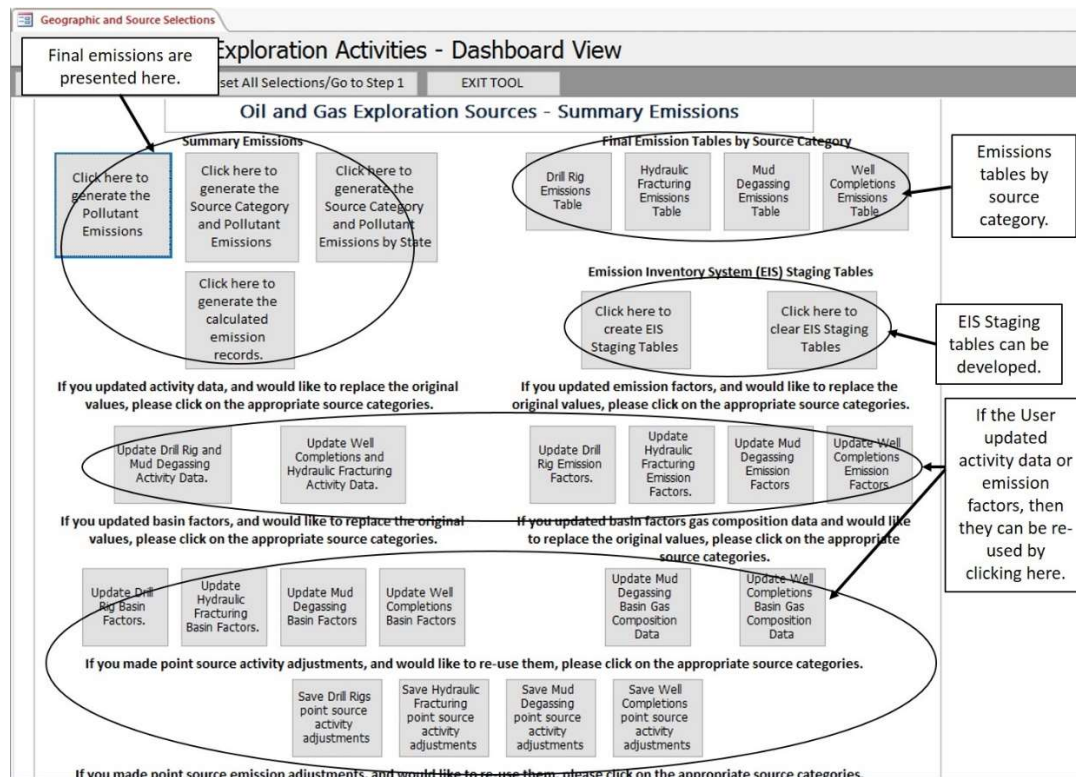 Geographic and Source Selections
Final emissions are
presented here.
Exploration Activities - Dashboard View
set All Selections/Go to Step 1
EXIT TOOL
Oil and Gas Exploration Sources - Summary Emissions
Summary Emissions
Click here to
generate the
Pollutant
Emissions
Click here to
generate the
Source Category
and Pollutant
Emissions
Click here to
generate the
Source Category
and Pollutant
Emissions by State
Click here to
generate the
calculated
emission
records.
Final Emission Tables by Source Category
Drill Rig
Emissions
Table
Hydraulic
Fracturing
Emissions
Table
Mud
Degassing
Emissions
Table
Well
Completions
Emissions
Table
Emissions
tables by
source
category.
Emission Inventory System (EIS) Staging Tables
Click here to
create EIS
Staging Tables
Click here to
clear EIS Staging
Tables
EIS Staging
tables can be
developed.
If you updated activity data, and would like to replace the original
values, please click on the appropriate source categories.
Update Drill Rig and
Mud Degassing
Activity Data.
Update Well
Completions and
Hydraulic Fracturing
Activity Data.
If you updated emission factors, and would like to replace the
original values, please click on the appropriate source categories.
Update Drill
Rig Emission
Factors.
Update
Hydraulic
Fracturing
Emission
Factors.
Update Mud
Degassing
Emission
Factors
Update Well
Completions
Emission
Factors
If the User
updated
activity data or
emission
factors, then
they can be re-
used by
clicking here.
If you updated basin factors, and would like to replace the original
values, please click on the appropriate source categories.
Update Drill
Rig Basin
Factors.
Update
Hydraulic
Fracturing
Basin Factors.
Update Mud
Degassing
Basin Factors
Update Well
Completions
Basin Factors
If you updated basin factors gas composition data and would like
to replace the original values, please click on the appropriate
source categories.
Update Mud
Degassing
Basin Gas
Composition
Data
Update Well
Completions
Basin Gas
Composition
Data
If you made point source activity adjustments, and would like to re-use them, please click on the appropriate source categories.
Save Drill Rigs
point source
activity
adjustments
Save Hydraulic
Fracturing
point source
activity
adjustments
Save Mud
Degassing
point source
activity
adjustments
Save Well
Completions
point source
activity
adjustments
If you made point source emission adjustments, and would like to re-use them, please click on the appropriate source categories.